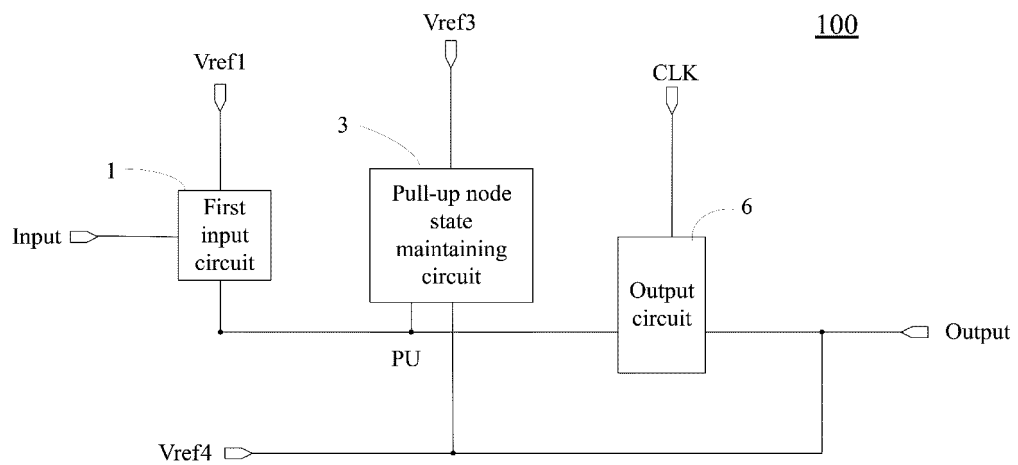 100
Vref3
Vref1
CLK
3
1
6
Pull-up node
state
maintaining
circuit
First
input
circuit
Input
Output
circuit
Output
PU
Vref4